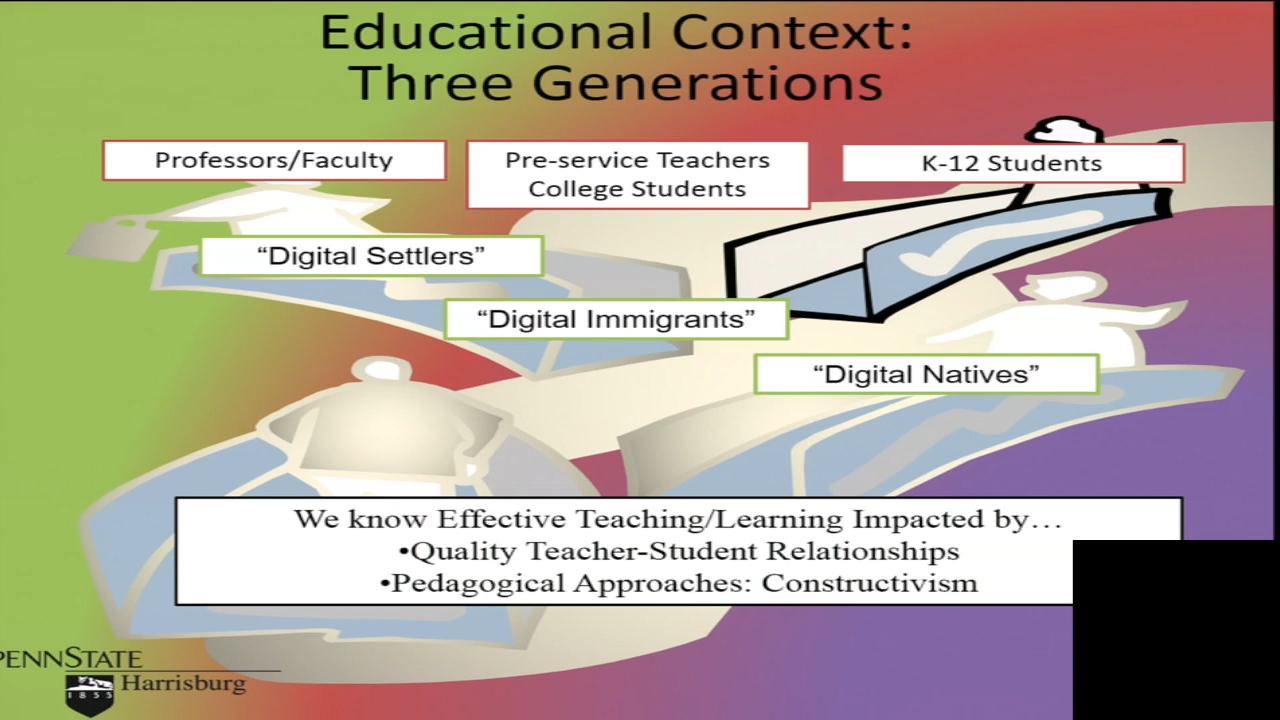 Educational Context:
Three Generations
Professors/Faculty
Pre-service Teachers
College Students
K-12 Students
“Digital Settlers”
“Digital Immigrants”
“Digital Natives”
We know Effective Teaching/Learning Impacted by…
•Quality Teacher-Student Relationships
•Pedagogical Approaches: Constructivism
PENNSTATE
Harrisburg
1855